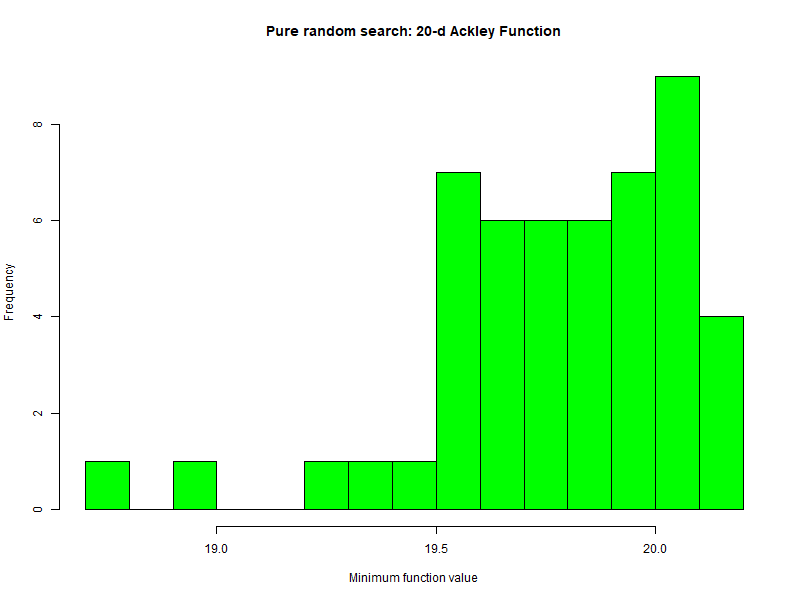 Pure random search: 20-d Ackley Function
8
6
4
2
0
Frequency
19.0 19.5 20.0
Minimum function value